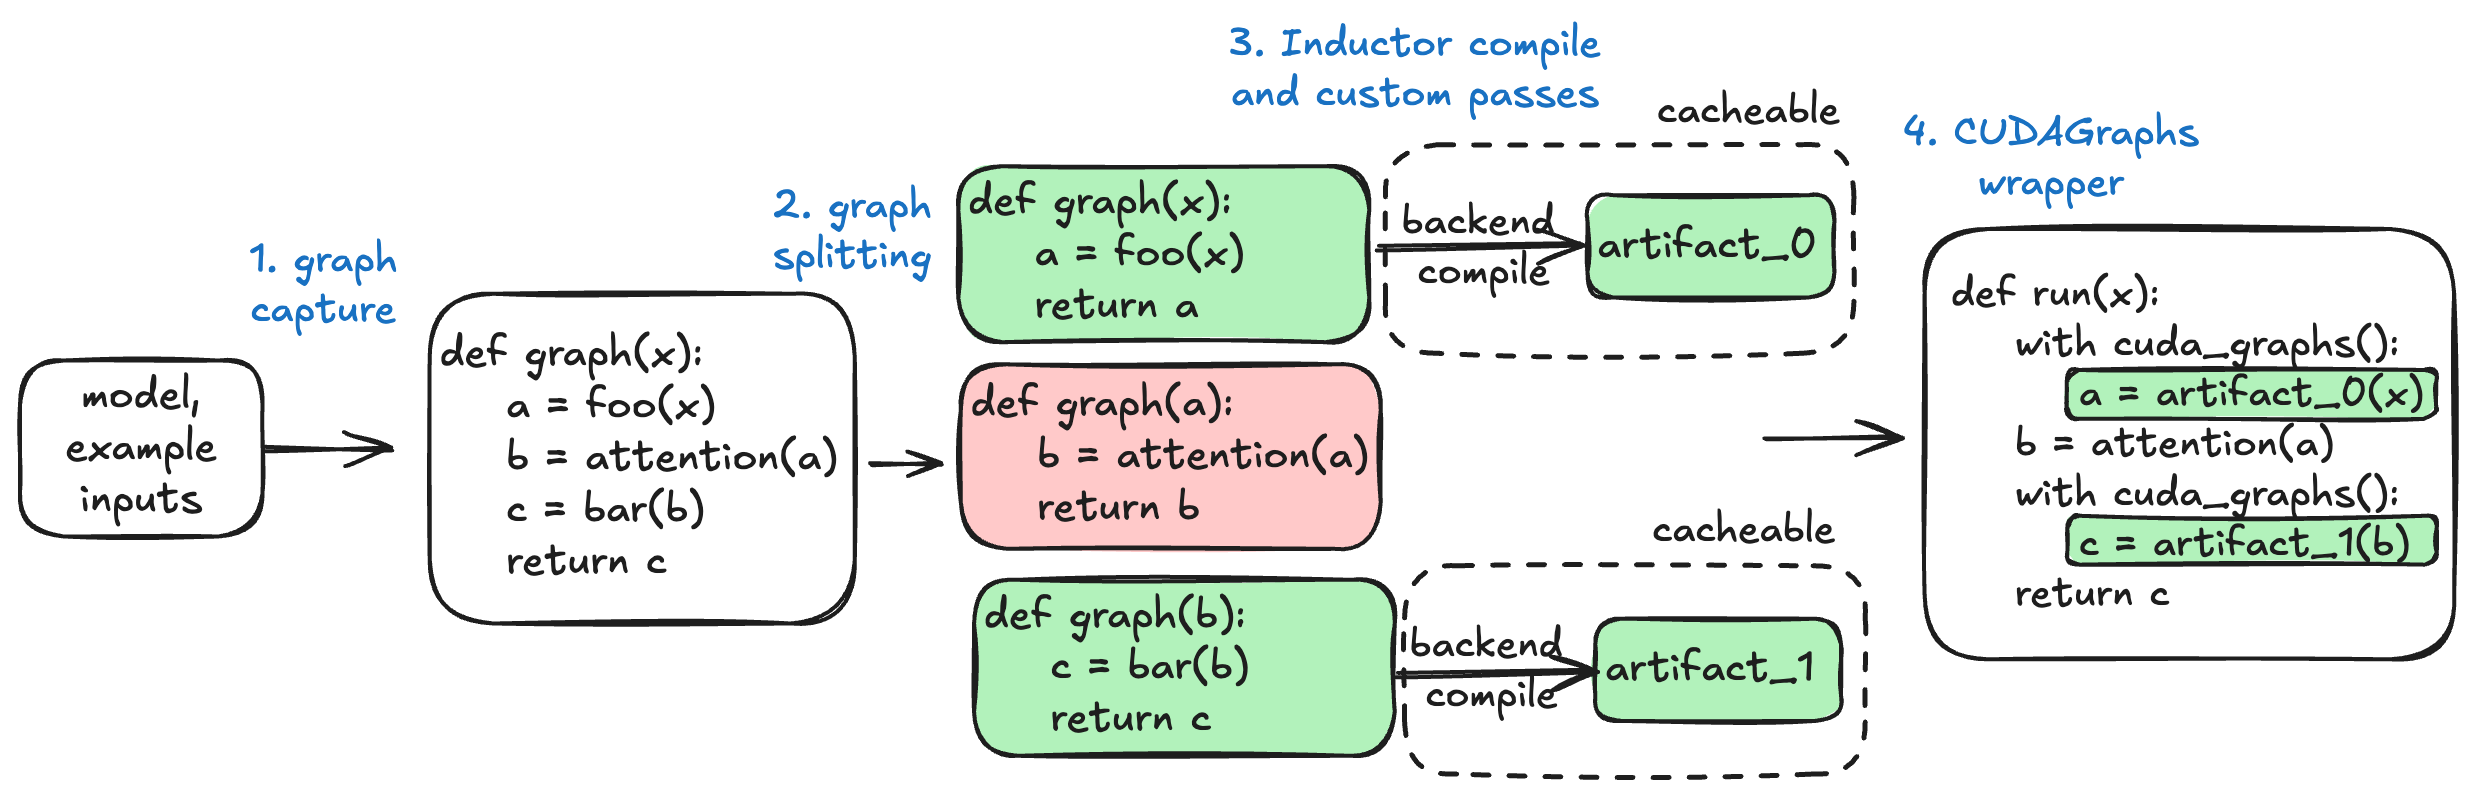 1. graph
capture
model,
example
inputs
def graph(x):
a = foo(x)
b = attention(a)
c = bar(b)
return c
2. graph
splitting
def graph(x):
a = foo(x)
return a
def graph(a):
b = attention(a)
return b
def graph(b):
c = bar(b)
return c
3. Inductor compile
and custom passes
cacheable
backend
compile
artifact_0
cacheable
backend
compile
artifact_1
4. CUDAGraphs
wrapper
def run(x):
with cuda_graphs():
a = artifact_0(x)
b = attention(a)
with cuda_graphs():
c = artifact_1(b)
return c